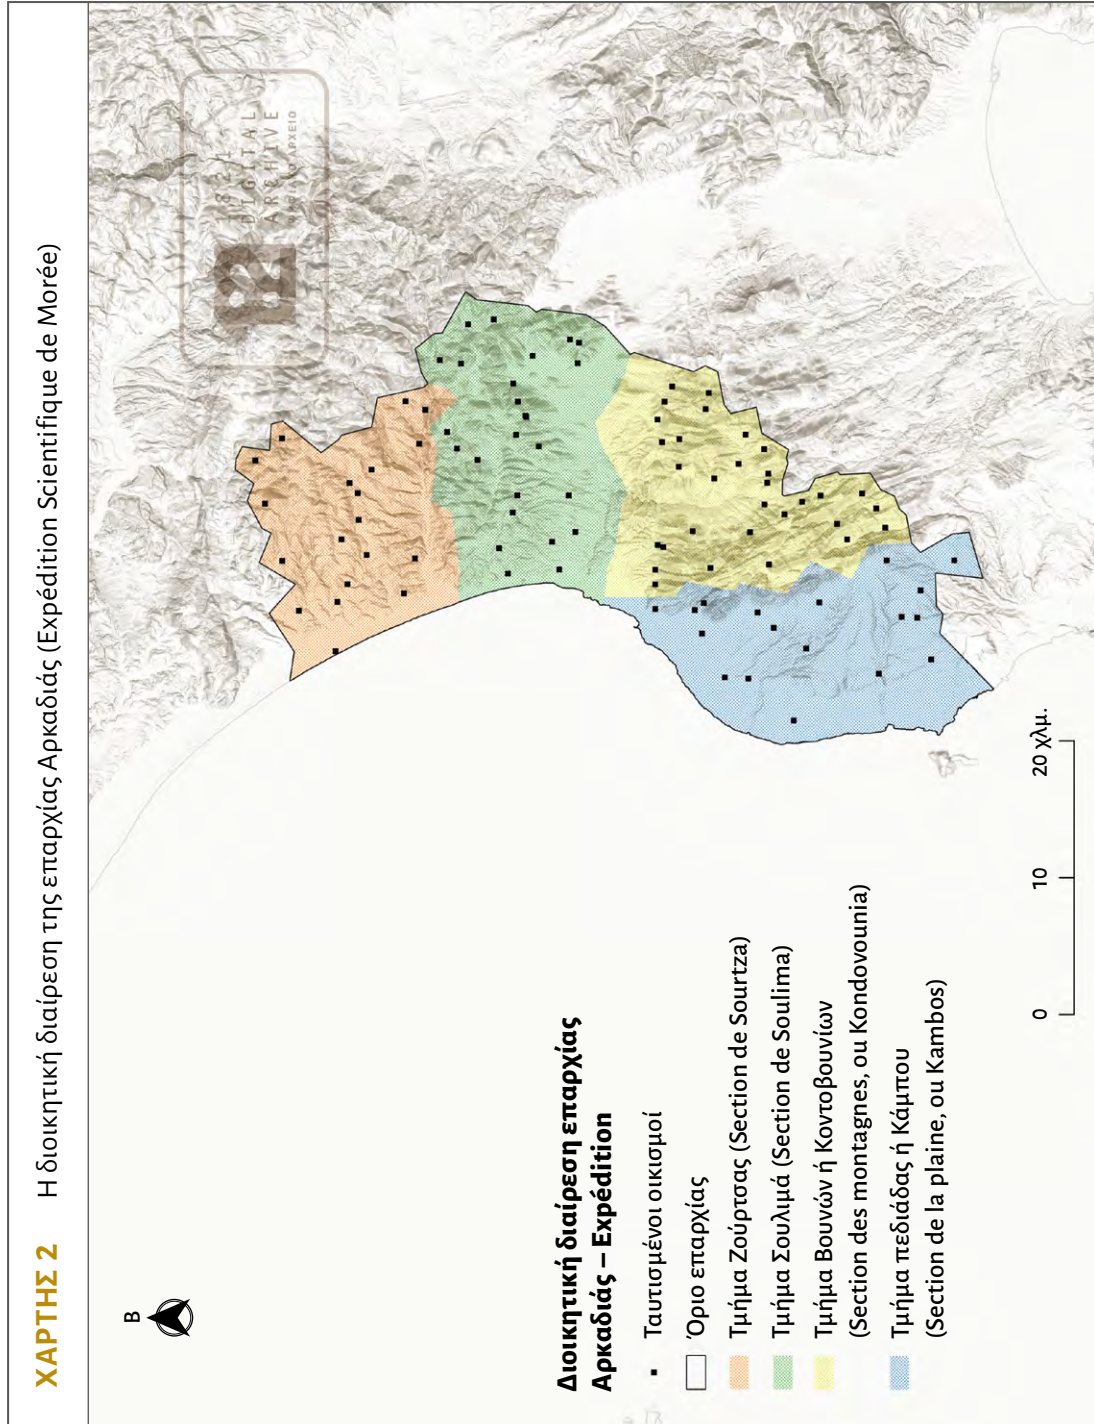 ΧΑΡΤΗΣ 2 Η διοικητική διαίρεση της επαρχίας Αρκαδιάς (Expédition Scientifique de Morée)
Β
Διοικητική διαίρεση επαρχίας
Αρκαδιάς – Expédition
Ταυτισμένοι οικισμοί
Όριο επαρχίας
Τμήμα Ζούρτσας (Section de Sourtza)
Τμήμα Σουλιμά (Section de Soulima)
Τμήμα Βουνών ή Κοντοβουνίων
(Section des montagnes, ou Kondovounia)
Τμήμα πεδιάδας ή Κάμπου
(Section de la plaine, ou Kambos)
0 10 20 χλμ.
DIGITAL
ARCHIVE